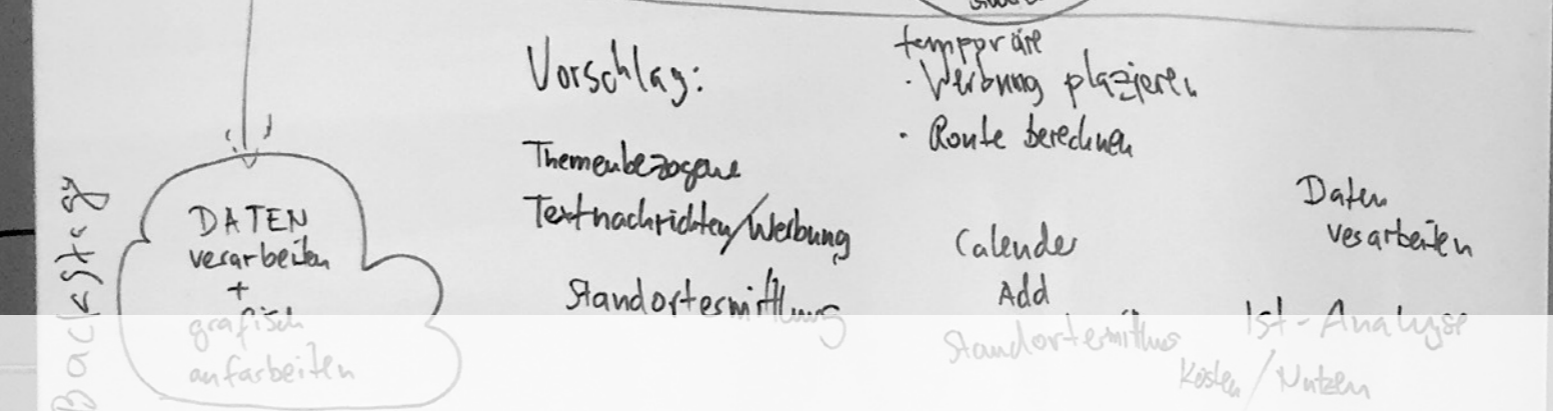 Backstage
DATEN
verarbeiten
+
grafisch
aufarbeiten
Vorschlag:
Themenbezogene
Textnachrichten/Werbung
Standortermittlung
temporäre
· Werbung plazieren
· Route berechnen
Calender
Add
Standortermittlung
Daten
verarbeiten
Ist-Analyse
Kosten/Nutzen